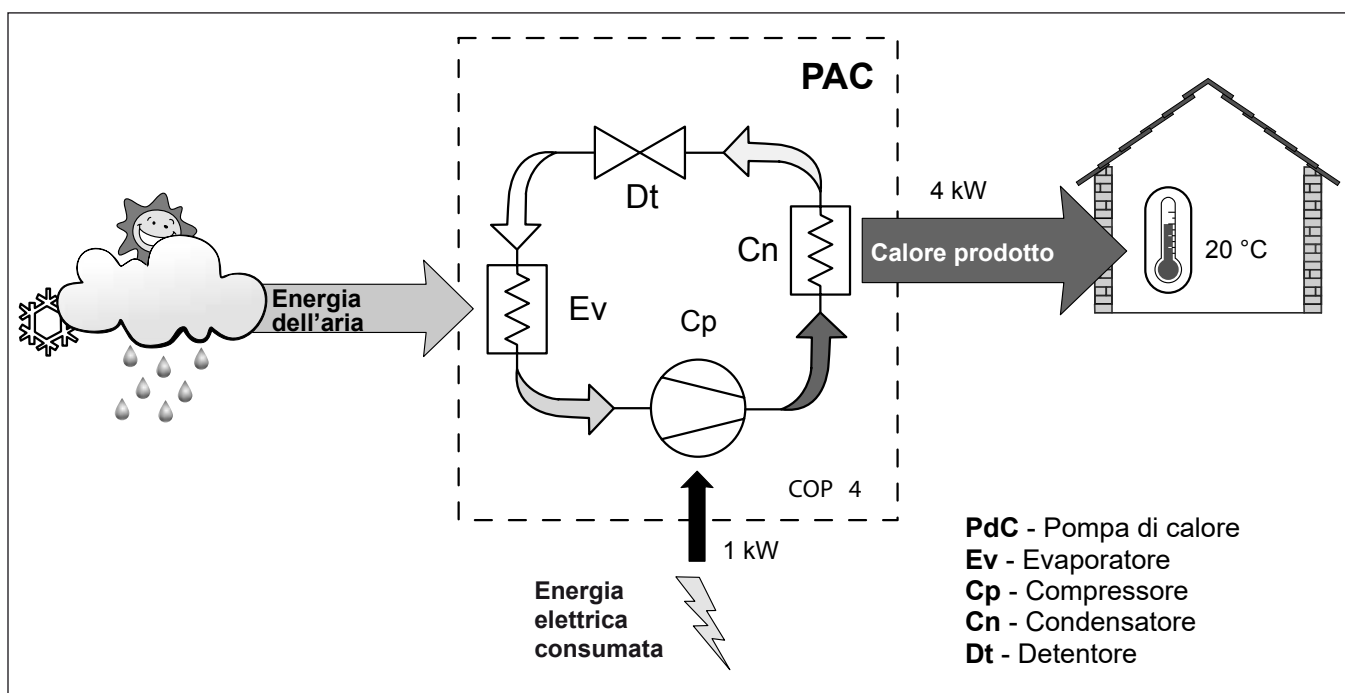 PAC
Dt
4 kW
Cn
Calore prodotto
20 °C
Energia
dell'aria
Ev
Cp
COP 4
1 kW
Energia
elettrica
consumata
PdC - Pompa di calore
Ev - Evaporatore
Cp - Compressore
Cn - Condensatore
Dt - Detentore